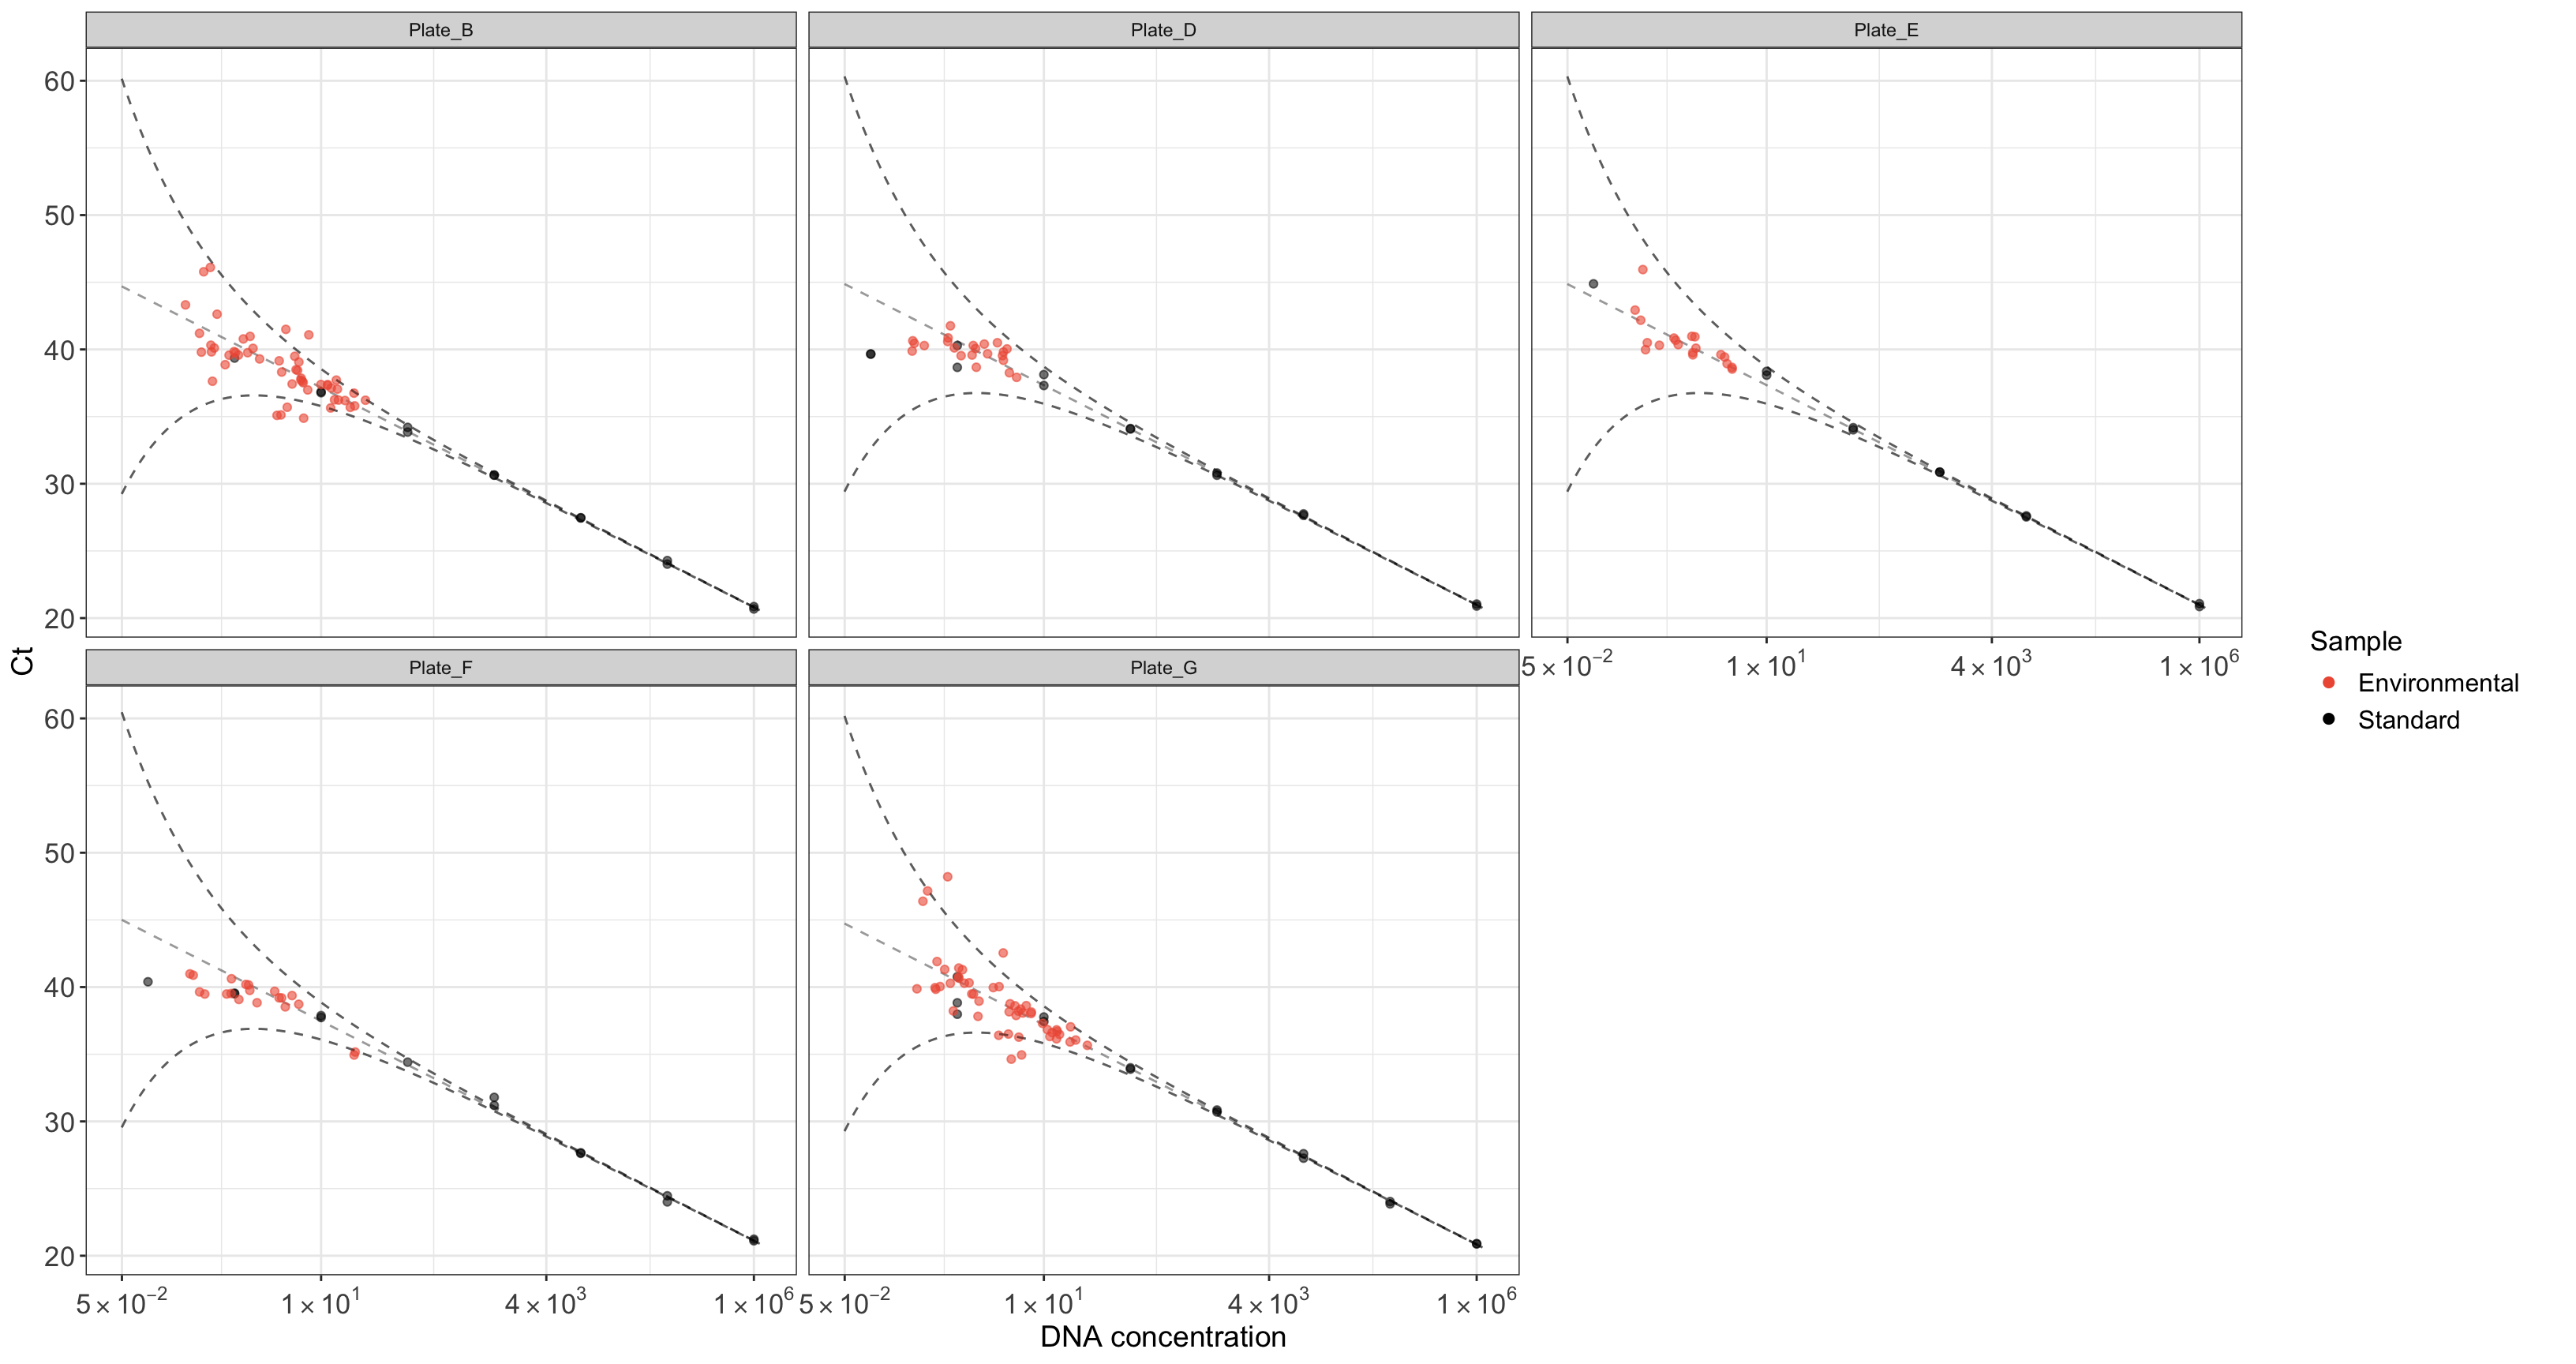 Plate_B
Plate_D
Plate_E
60
50
40
30
20
5 × 10⁻² 1 × 10¹ 4 × 10³ 1 × 10⁶
Plate_F
Plate_G
60
50
40
30
20
5 × 10⁻² 1 × 10¹ 4 × 10³ 1 × 10⁶
5 × 10⁻² 1 × 10¹ 4 × 10³ 1 × 10⁶
Ct
DNA concentration
Sample
Environmental
Standard